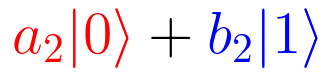 a₂|0⟩ + b₂|1⟩